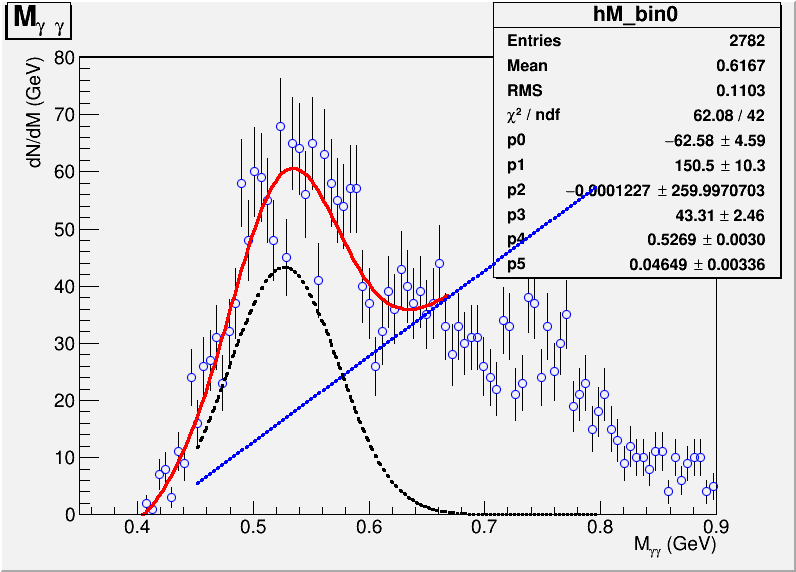 M γ γ
hM_bin0
Entries 2782
Mean 0.6167
RMS 0.1103
χ² / ndf 62.08 / 42
p0 −62.58 ± 4.59
p1 150.5 ± 10.3
p2 −0.0001227 ± 259.9970703
p3 43.31 ± 2.46
p4 0.5269 ± 0.0030
p5 0.04649 ± 0.00336
dN/dM (GeV)
80
70
60
50
40
30
20
10
0
0.4 0.5 0.6 0.7 0.8 0.9
Mγγ (GeV)